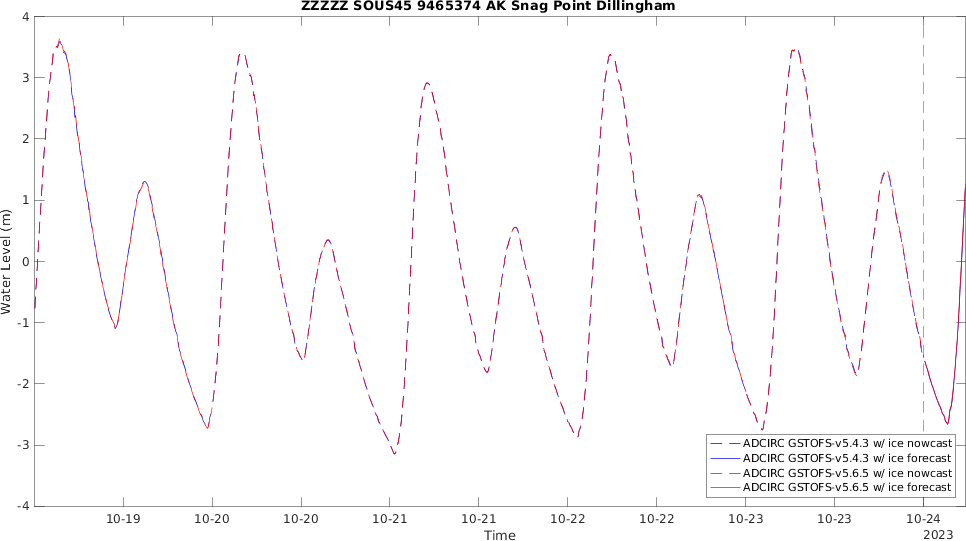 ZZZZZ SOUS45 9465374 AK Snag Point Dillingham
Water Level (m)
4
3
2
1
0
-1
-2
-3
-4
ADCIRC GSTOFS-v5.4.3 w/ ice nowcast
ADCIRC GSTOFS-v5.4.3 w/ ice forecast
ADCIRC GSTOFS-v5.6.5 w/ ice nowcast
ADCIRC GSTOFS-v5.6.5 w/ ice forecast
10-19 10-20 10-20 10-21 10-21 10-22 10-22 10-23 10-23 10-24
Time
2023